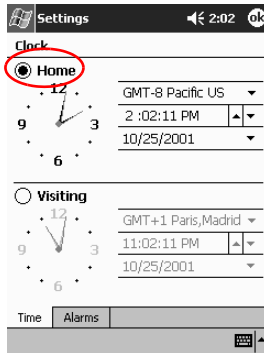 Settings 2:02 ok
Clock
Home
12
9 3
6
GMT-8 Pacific US
2 :02:11 PM
10/25/2001
Visiting
12
9 3
6
GMT+1 Paris,Madrid
11:02:11 PM
10/25/2001
Time Alarms